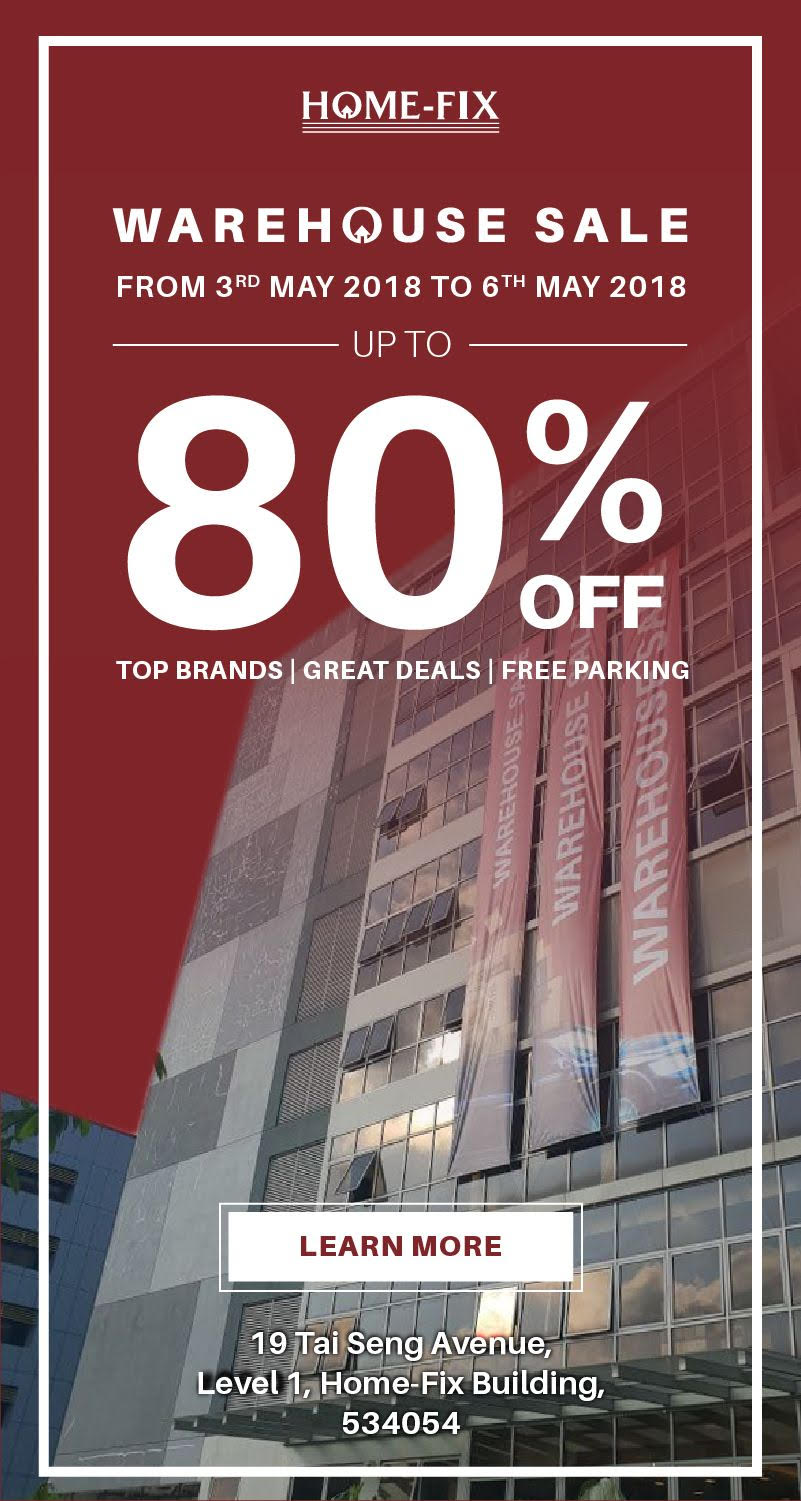 HOME-FIX
WAREHOUSE SALE
FROM 3RD MAY 2018 TO 6TH MAY 2018
UP TO
80%
OFF
TOP BRANDS | GREAT DEALS | FREE PARKING
WAREHOUSE SALE
WAREHOUSE SALE
WAREHOUSE SALE
LEARN MORE
19 Tai Seng Avenue,
Level 1, Home-Fix Building,
534054